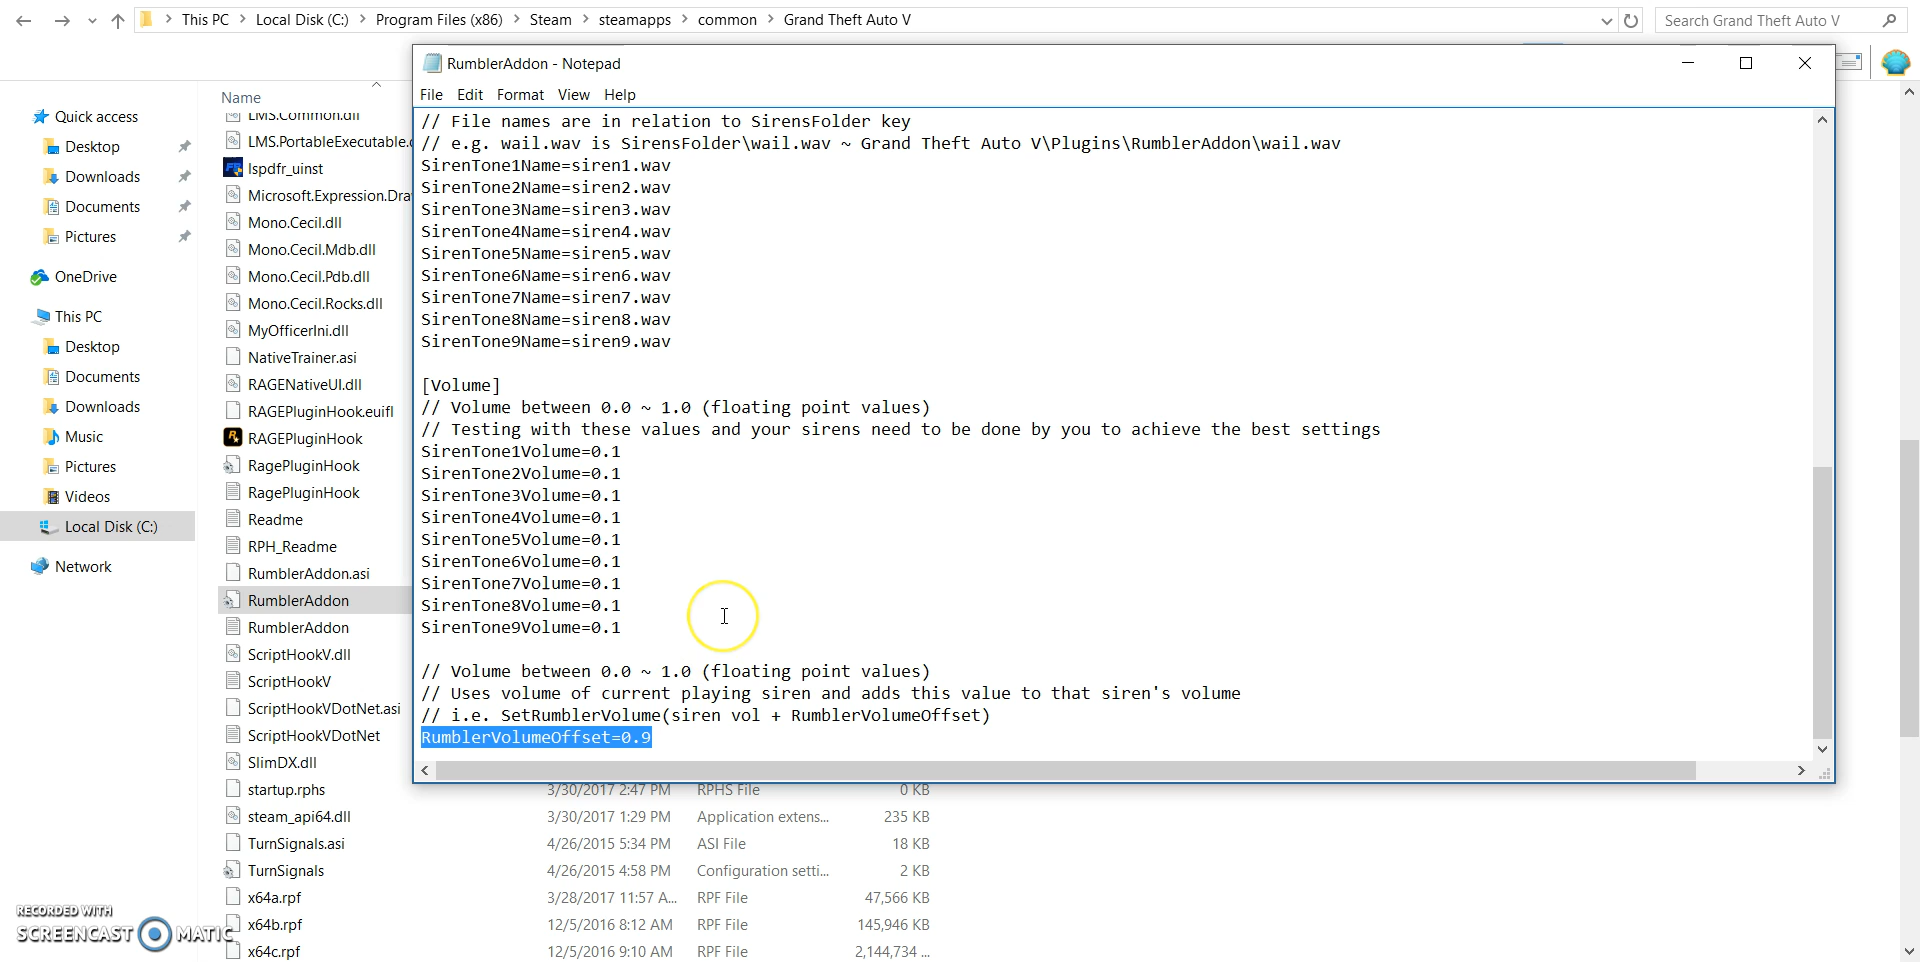 This PC > Local Disk (C:) > Program Files (x86) > Steam > steamapps > common > Grand Theft Auto V
Search Grand Theft Auto V
RumblerAddon - Notepad
File Edit Format View Help
Name
Quick access
Desktop
Downloads
Documents
Pictures
OneDrive
This PC
Desktop
Documents
Downloads
Music
Pictures
Videos
Local Disk (C:)
Network
LMS.Common.dll
LMS.PortableExecutable.
lspdfr_uinst
Microsoft.Expression.Dra
Mono.Cecil.dll
Mono.Cecil.Mdb.dll
Mono.Cecil.Pdb.dll
Mono.Cecil.Rocks.dll
MyOfficerIni.dll
NativeTrainer.asi
RAGENativeUI.dll
RAGEPluginHook.euifl
RAGEPluginHook
RagePluginHook
RagePluginHook
Readme
RPH_Readme
RumblerAddon.asi
RumblerAddon
RumblerAddon
ScriptHookV.dll
ScriptHookV
ScriptHookVDotNet.asi
ScriptHookVDotNet
SlimDX.dll
startup.rphs 3/30/2017 2:47 PM RPHS File 0 KB
steam_api64.dll 3/30/2017 1:29 PM Application extens... 235 KB
TurnSignals.asi 4/26/2015 5:34 PM ASI File 18 KB
TurnSignals 4/26/2015 4:58 PM Configuration setti... 2 KB
x64a.rpf 3/28/2017 11:57 A... RPF File 47,566 KB
x64b.rpf 12/5/2016 8:12 AM RPF File 145,946 KB
x64c.rpf 12/5/2016 9:10 AM RPF File 2,144,734 ...
// File names are in relation to SirensFolder key
// e.g. wail.wav is SirensFolder\wail.wav ~ Grand Theft Auto V\Plugins\RumblerAddon\wail.wav
SirenTone1Name=siren1.wav
SirenTone2Name=siren2.wav
SirenTone3Name=siren3.wav
SirenTone4Name=siren4.wav
SirenTone5Name=siren5.wav
SirenTone6Name=siren6.wav
SirenTone7Name=siren7.wav
SirenTone8Name=siren8.wav
SirenTone9Name=siren9.wav
[Volume]
// Volume between 0.0 ~ 1.0 (floating point values)
// Testing with these values and your sirens need to be done by you to achieve the best settings
SirenTone1Volume=0.1
SirenTone2Volume=0.1
SirenTone3Volume=0.1
SirenTone4Volume=0.1
SirenTone5Volume=0.1
SirenTone6Volume=0.1
SirenTone7Volume=0.1
SirenTone8Volume=0.1
SirenTone9Volume=0.1
// Volume between 0.0 ~ 1.0 (floating point values)
// Uses volume of current playing siren and adds this value to that siren's volume
// i.e. SetRumblerVolume(siren vol + RumblerVolumeOffset)
RumblerVolumeOffset=0.9
RECORDED WITH
SCREENCAST MATIC